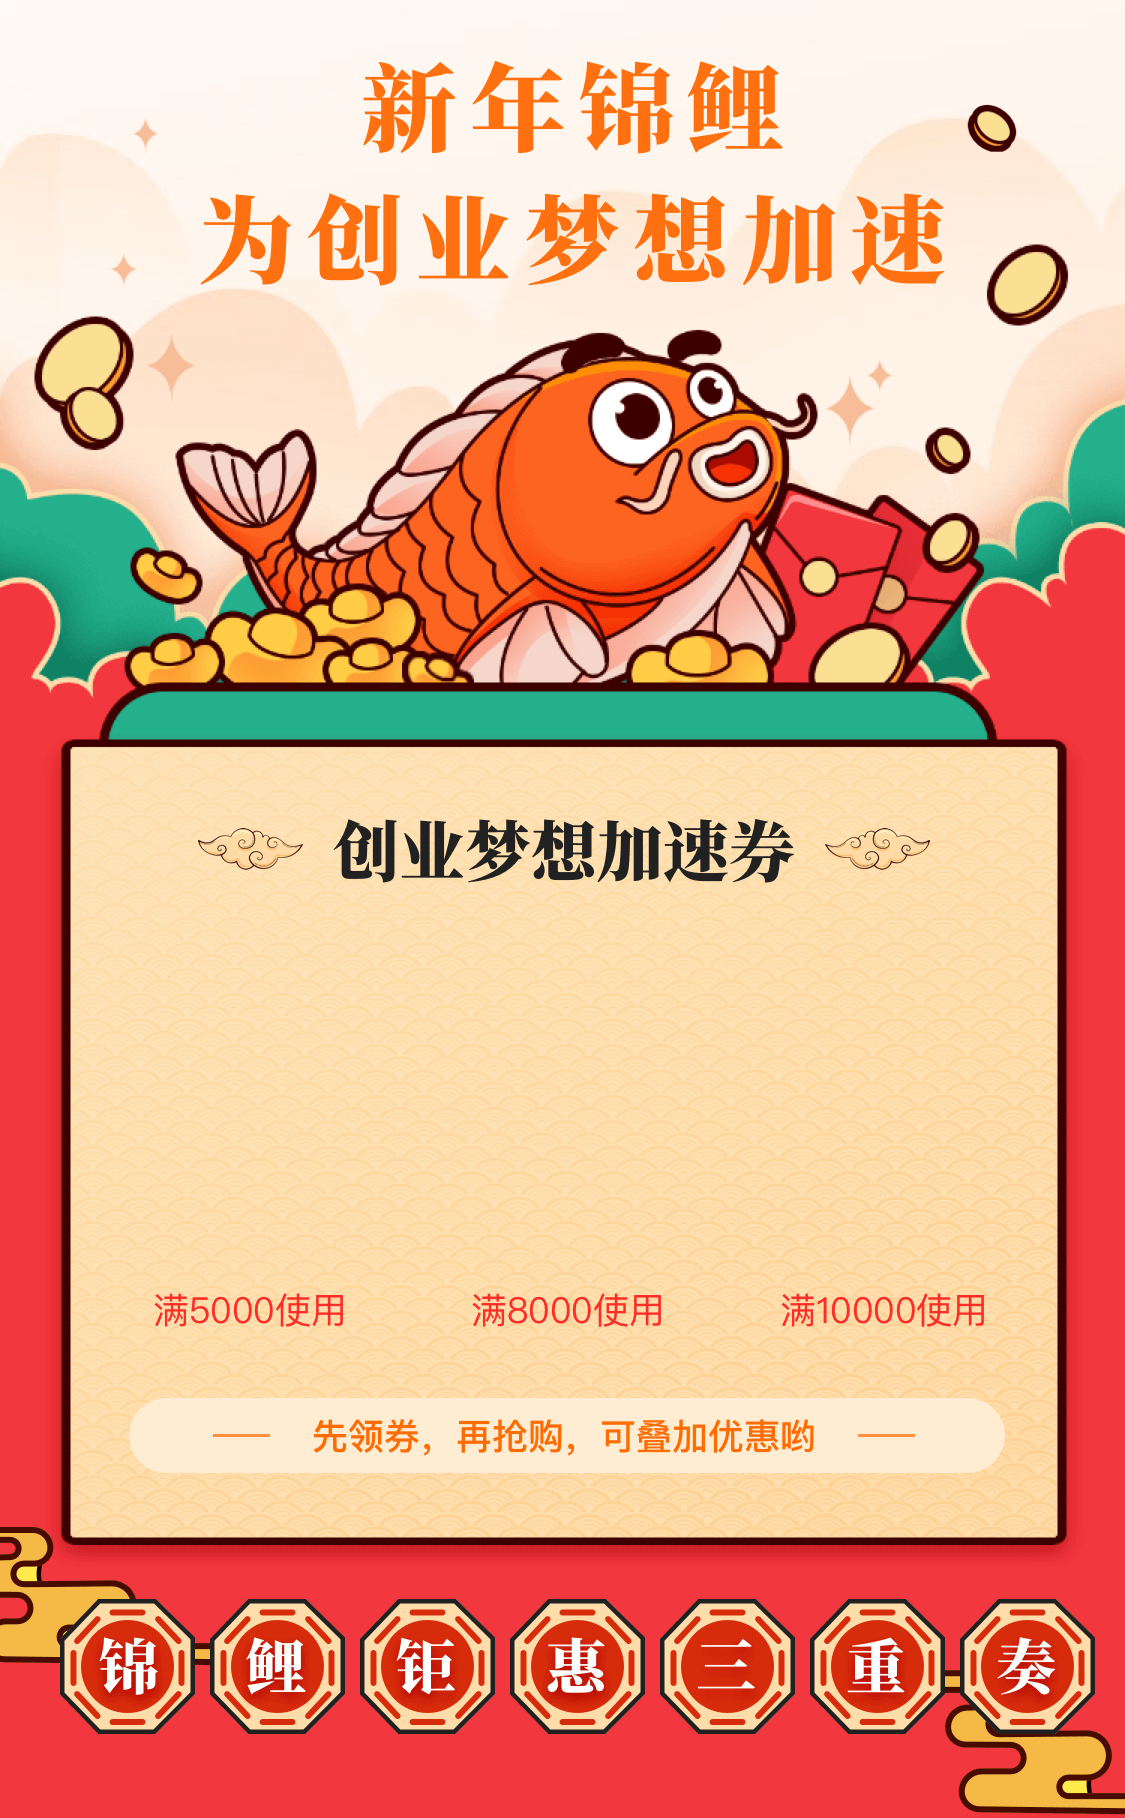 新年锦鲤
为创业梦想加速
创业梦想加速券
满5000使用 满8000使用 满10000使用
先领券，再抢购，可叠加优惠哟
锦鲤钜惠三重奏